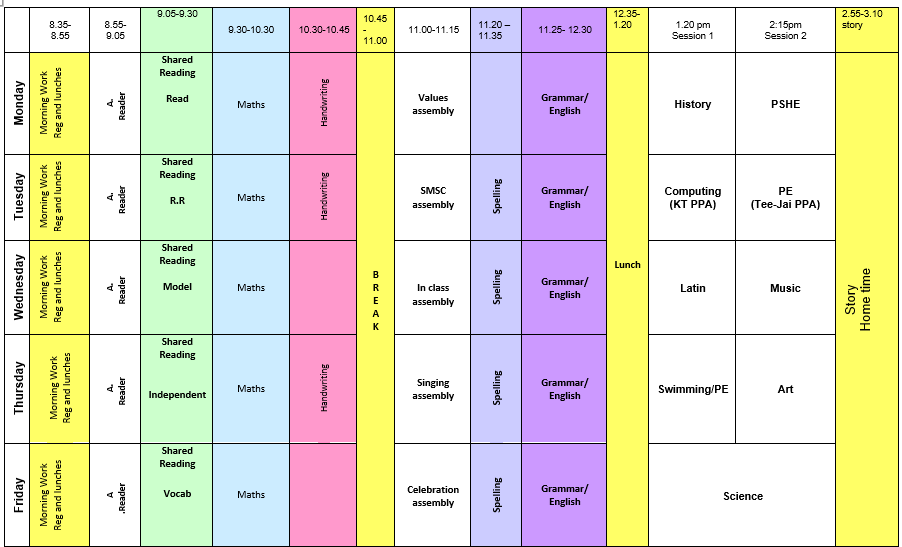 8.35-
8.55
8.55-
9.05
9.05-9.30
9.30-10.30
10.30-10.45
10.45
-
11.00
11.00-11.15
11.20 –
11.35
11.25- 12.30
12.35-
1.20
1.20 pm
Session 1
2:15pm
Session 2
2.55-3.10
story
Monday
Morning Work
Reg and lunches
A.
Reader
Shared
Reading
Read
Maths
Handwriting
Values
assembly
Grammar/
English
History
PSHE
Tuesday
Morning Work
Reg and lunches
A.
Reader
Shared
Reading
R.R
Maths
Handwriting
SMSC
assembly
Spelling
Grammar/
English
Computing
(KT PPA)
PE
(Tee-Jai PPA)
Wednesday
Morning Work
Reg and lunches
A.
Reader
Shared
Reading
Model
Maths
B
R
E
A
K
In class
assembly
Spelling
Grammar/
English
Lunch
Latin
Music
Story
Home time
Thursday
Morning Work
Reg and lunches
A.
Reader
Shared
Reading
Independent
Maths
Handwriting
Singing
assembly
Spelling
Grammar/
English
Swimming/PE
Art
Friday
Morning Work
Reg and lunches
A
.Reader
Shared
Reading
Vocab
Maths
Celebration
assembly
Spelling
Grammar/
English
Science